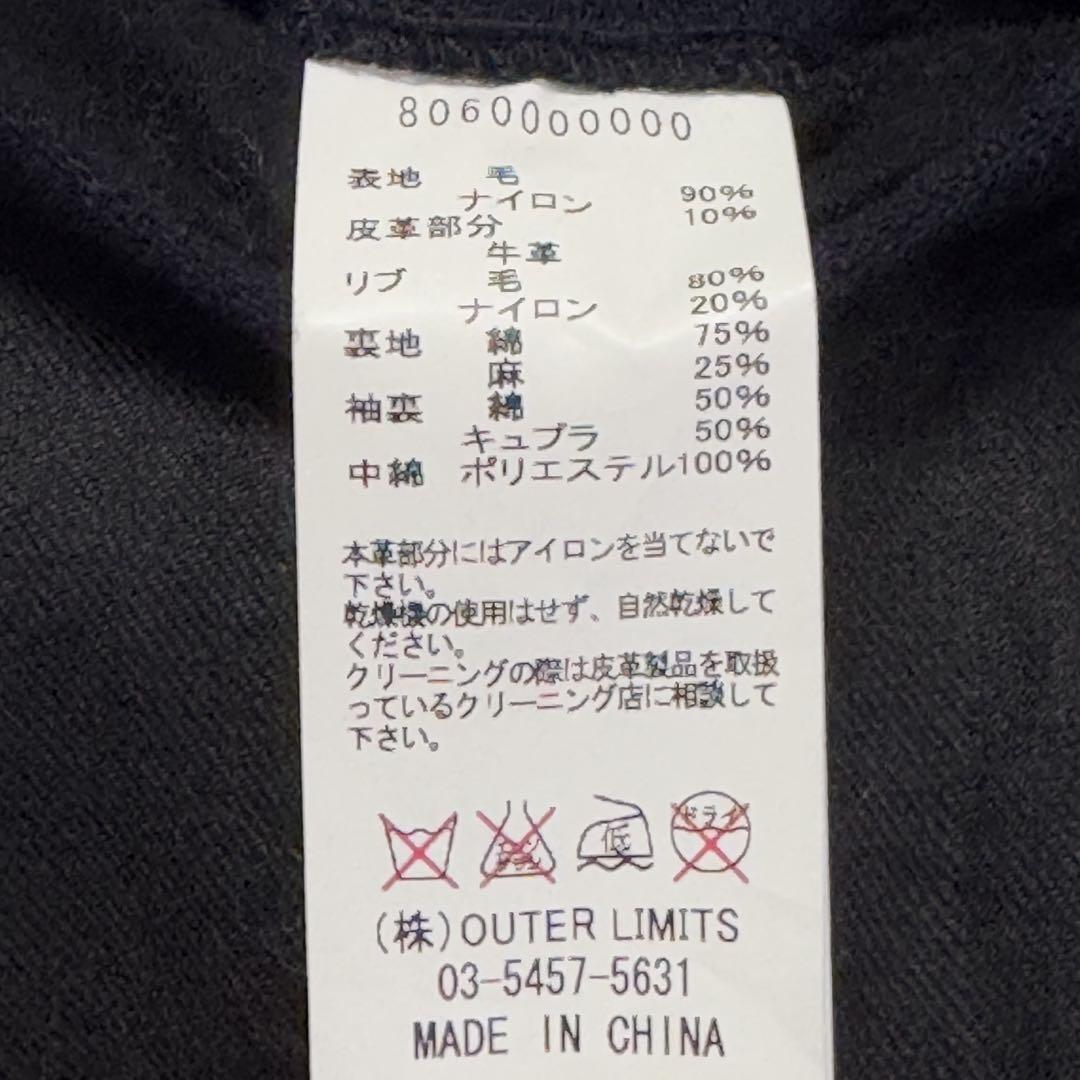 8060000000
表地 毛 90%
ナイロン 10%
皮革部分
牛革
リブ 毛 80%
ナイロン 20%
裏地 綿 75%
麻 25%
袖裏 綿 50%
キュプラ 50%
中綿 ポリエステル100%
本革部分にはアイロンを当てないで
下さい。
乾燥機の使用はせず、自然乾燥して
ください。
クリーニングの際は皮革製品を取扱
っているクリーニング店に相談して
下さい。
低 ドライ
(株)OUTER LIMITS
03-5457-5631
MADE IN CHINA